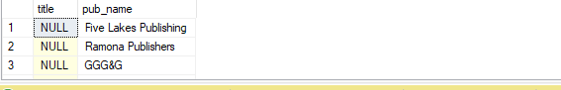 title pub_name
1 NULL Five Lakes Publishing
2 NULL Ramona Publishers
3 NULL GGG&G